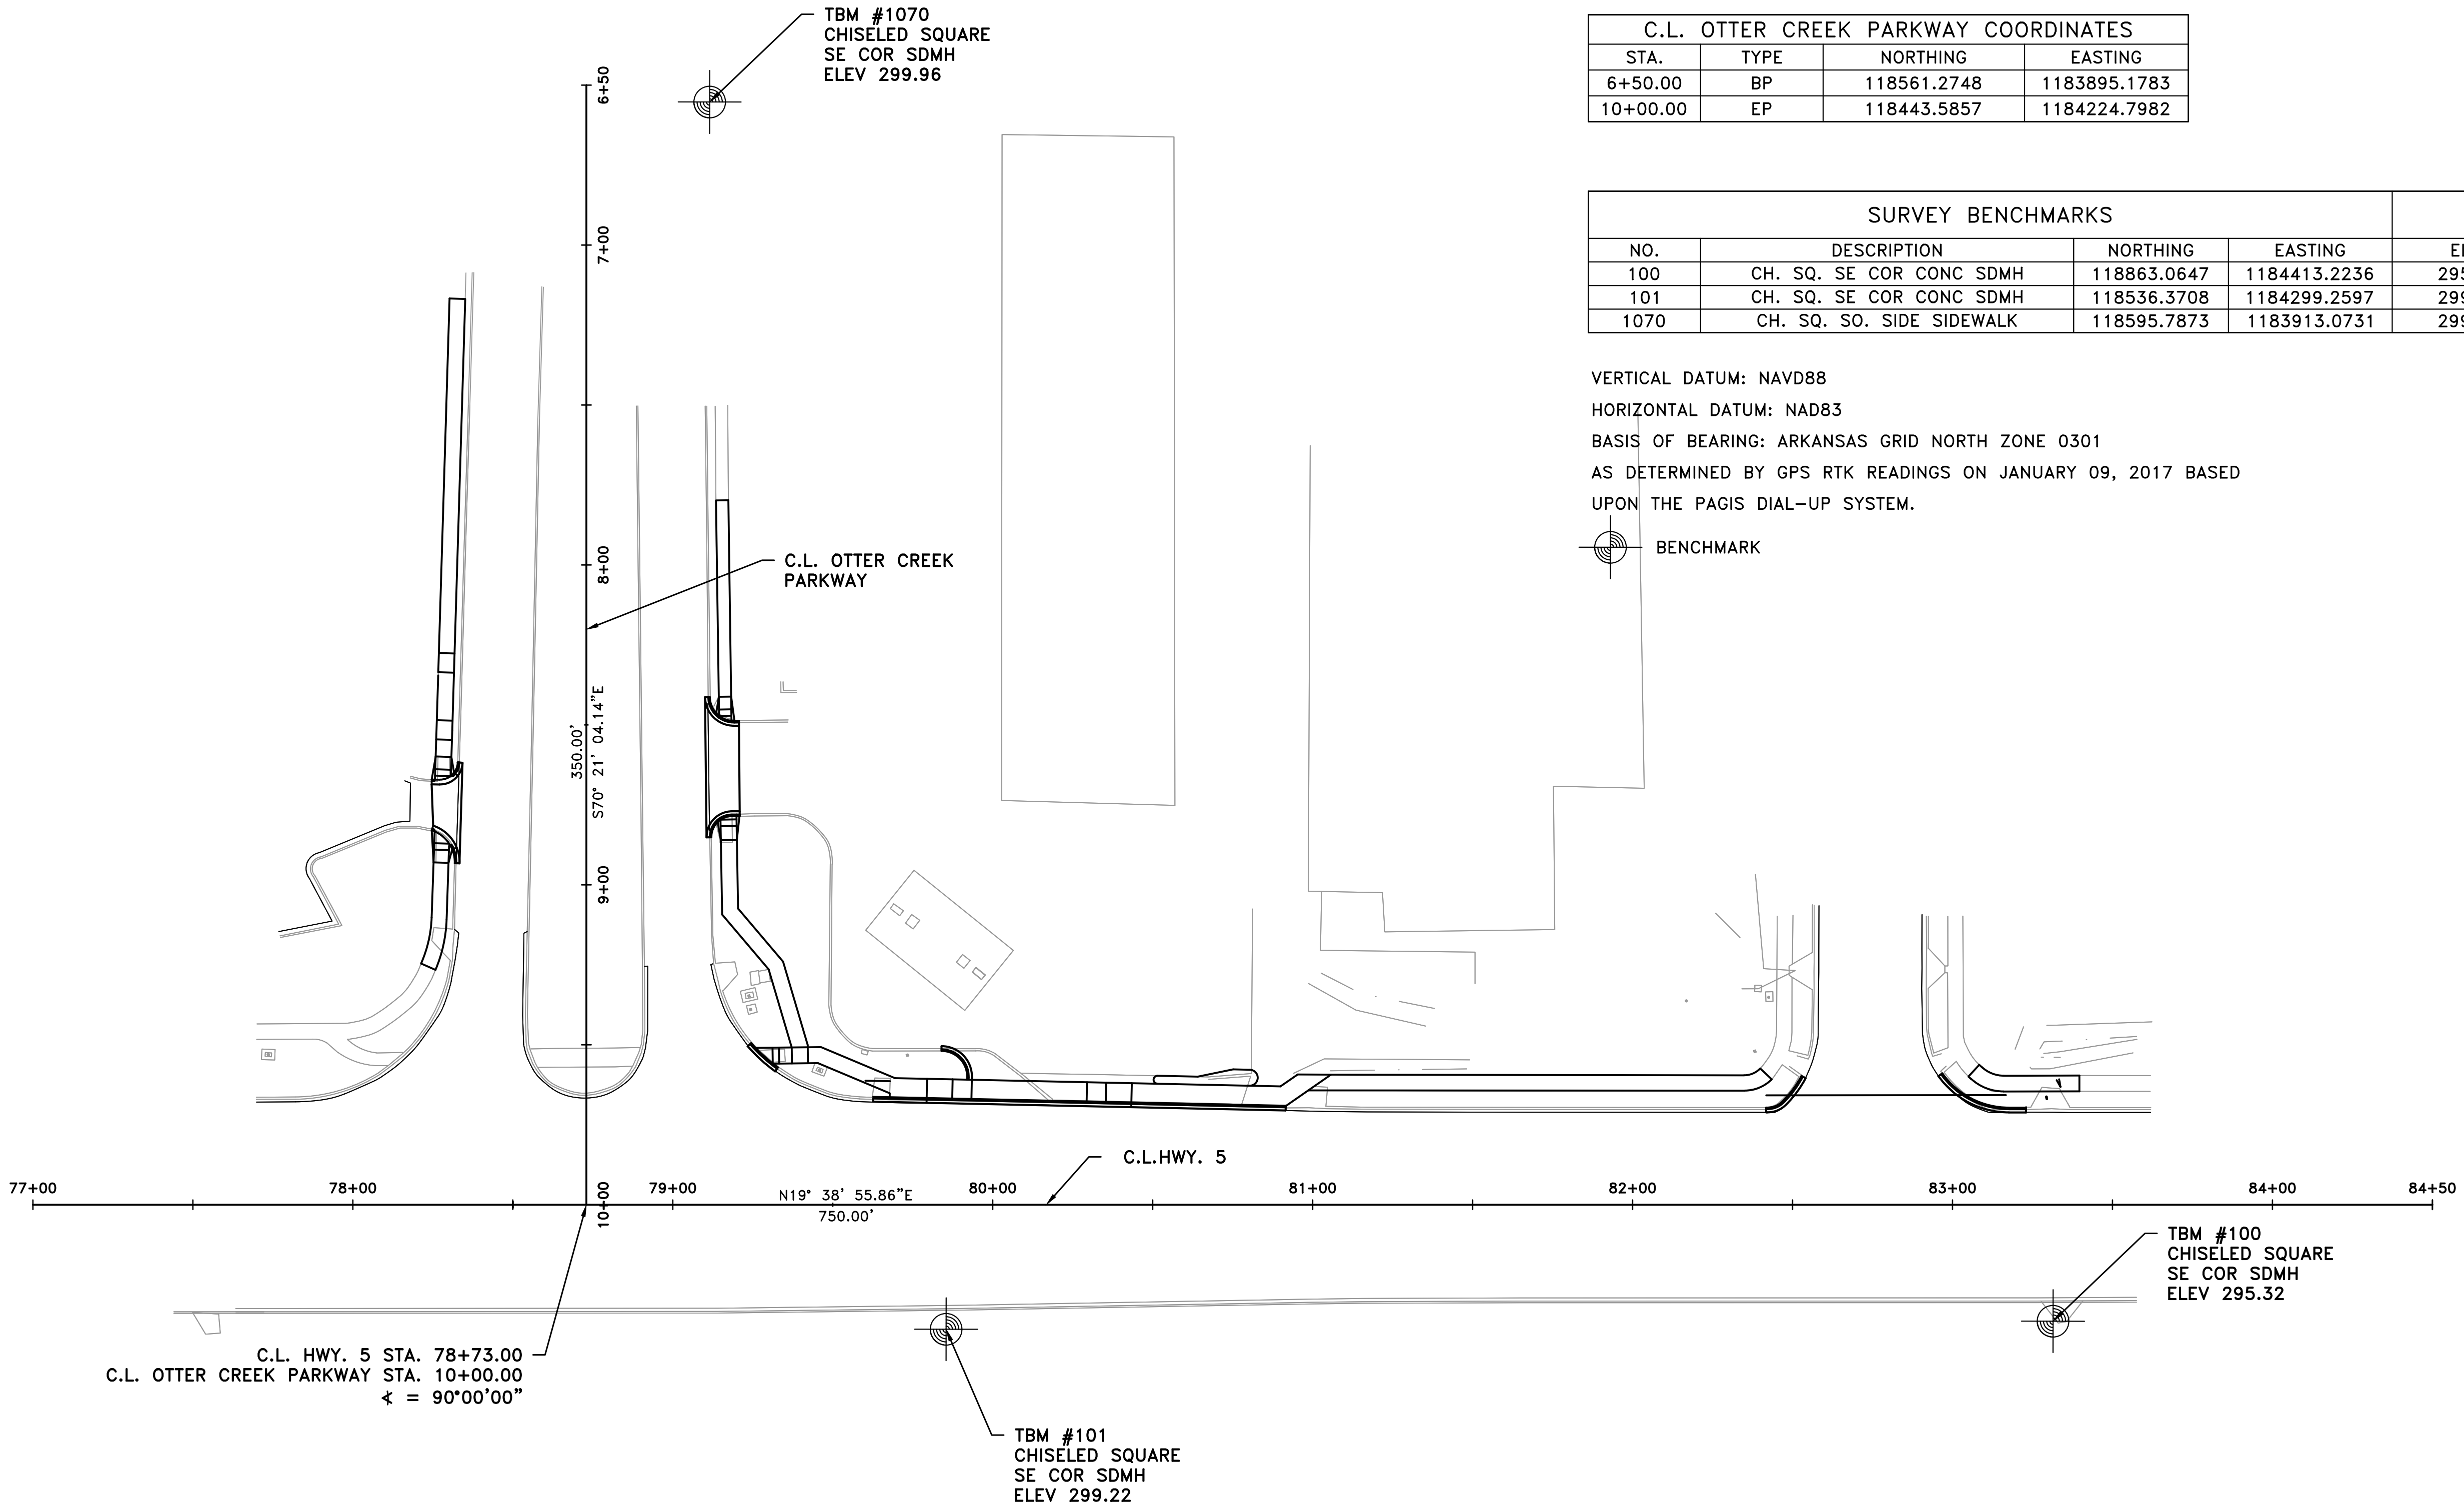 TBM #1070
CHISELED SQUARE
SE COR SDMH
ELEV 299.96
C.L. OTTER CREEK PARKWAY COORDINATES
STA. TYPE NORTHING EASTING
6+50.00 BP 118561.2748 1183895.1783
10+00.00 EP 118443.5857 1184224.7982
SURVEY BENCHMARKS
NO. DESCRIPTION NORTHING EASTING
100 CH. SQ. SE COR CONC SDMH 118863.0647 1184413.2236
101 CH. SQ. SE COR CONC SDMH 118536.3708 1184299.2597
1070 CH. SQ. SO. SIDE SIDEWALK 118595.7873 1183913.0731
VERTICAL DATUM: NAVD88
HORIZONTAL DATUM: NAD83
BASIS OF BEARING: ARKANSAS GRID NORTH ZONE 0301
AS DETERMINED BY GPS RTK READINGS ON JANUARY 09, 2017 BASED
UPON THE PAGIS DIAL-UP SYSTEM.
BENCHMARK
6+50
7+00
8+00
9+00
10+00
C.L. OTTER CREEK
PARKWAY
350.00'
S70° 21' 04.14"E
C.L.HWY. 5
77+00
78+00
79+00
80+00
81+00
82+00
83+00
84+00
84+50
N19° 38' 55.86"E
750.00'
TBM #100
CHISELED SQUARE
SE COR SDMH
ELEV 295.32
C.L. HWY. 5 STA. 78+73.00
C.L. OTTER CREEK PARKWAY STA. 10+00.00
∡ = 90°00'00"
TBM #101
CHISELED SQUARE
SE COR SDMH
ELEV 299.22